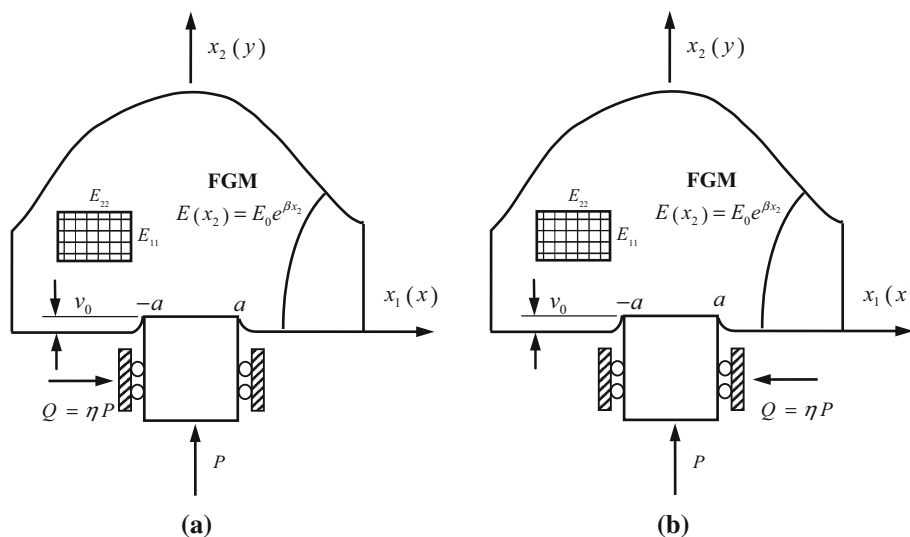 x₂(y)
FGM
E(x₂) = E₀e^{βx₂}
E₂₂
E₁₁
x₁(x)
v₀
−a
a
Q = ηP
P
(a)
x₂(y)
FGM
E(x₂) = E₀e^{βx₂}
E₂₂
E₁₁
x₁(x
v₀
−a
a
Q = ηP
P
(b)